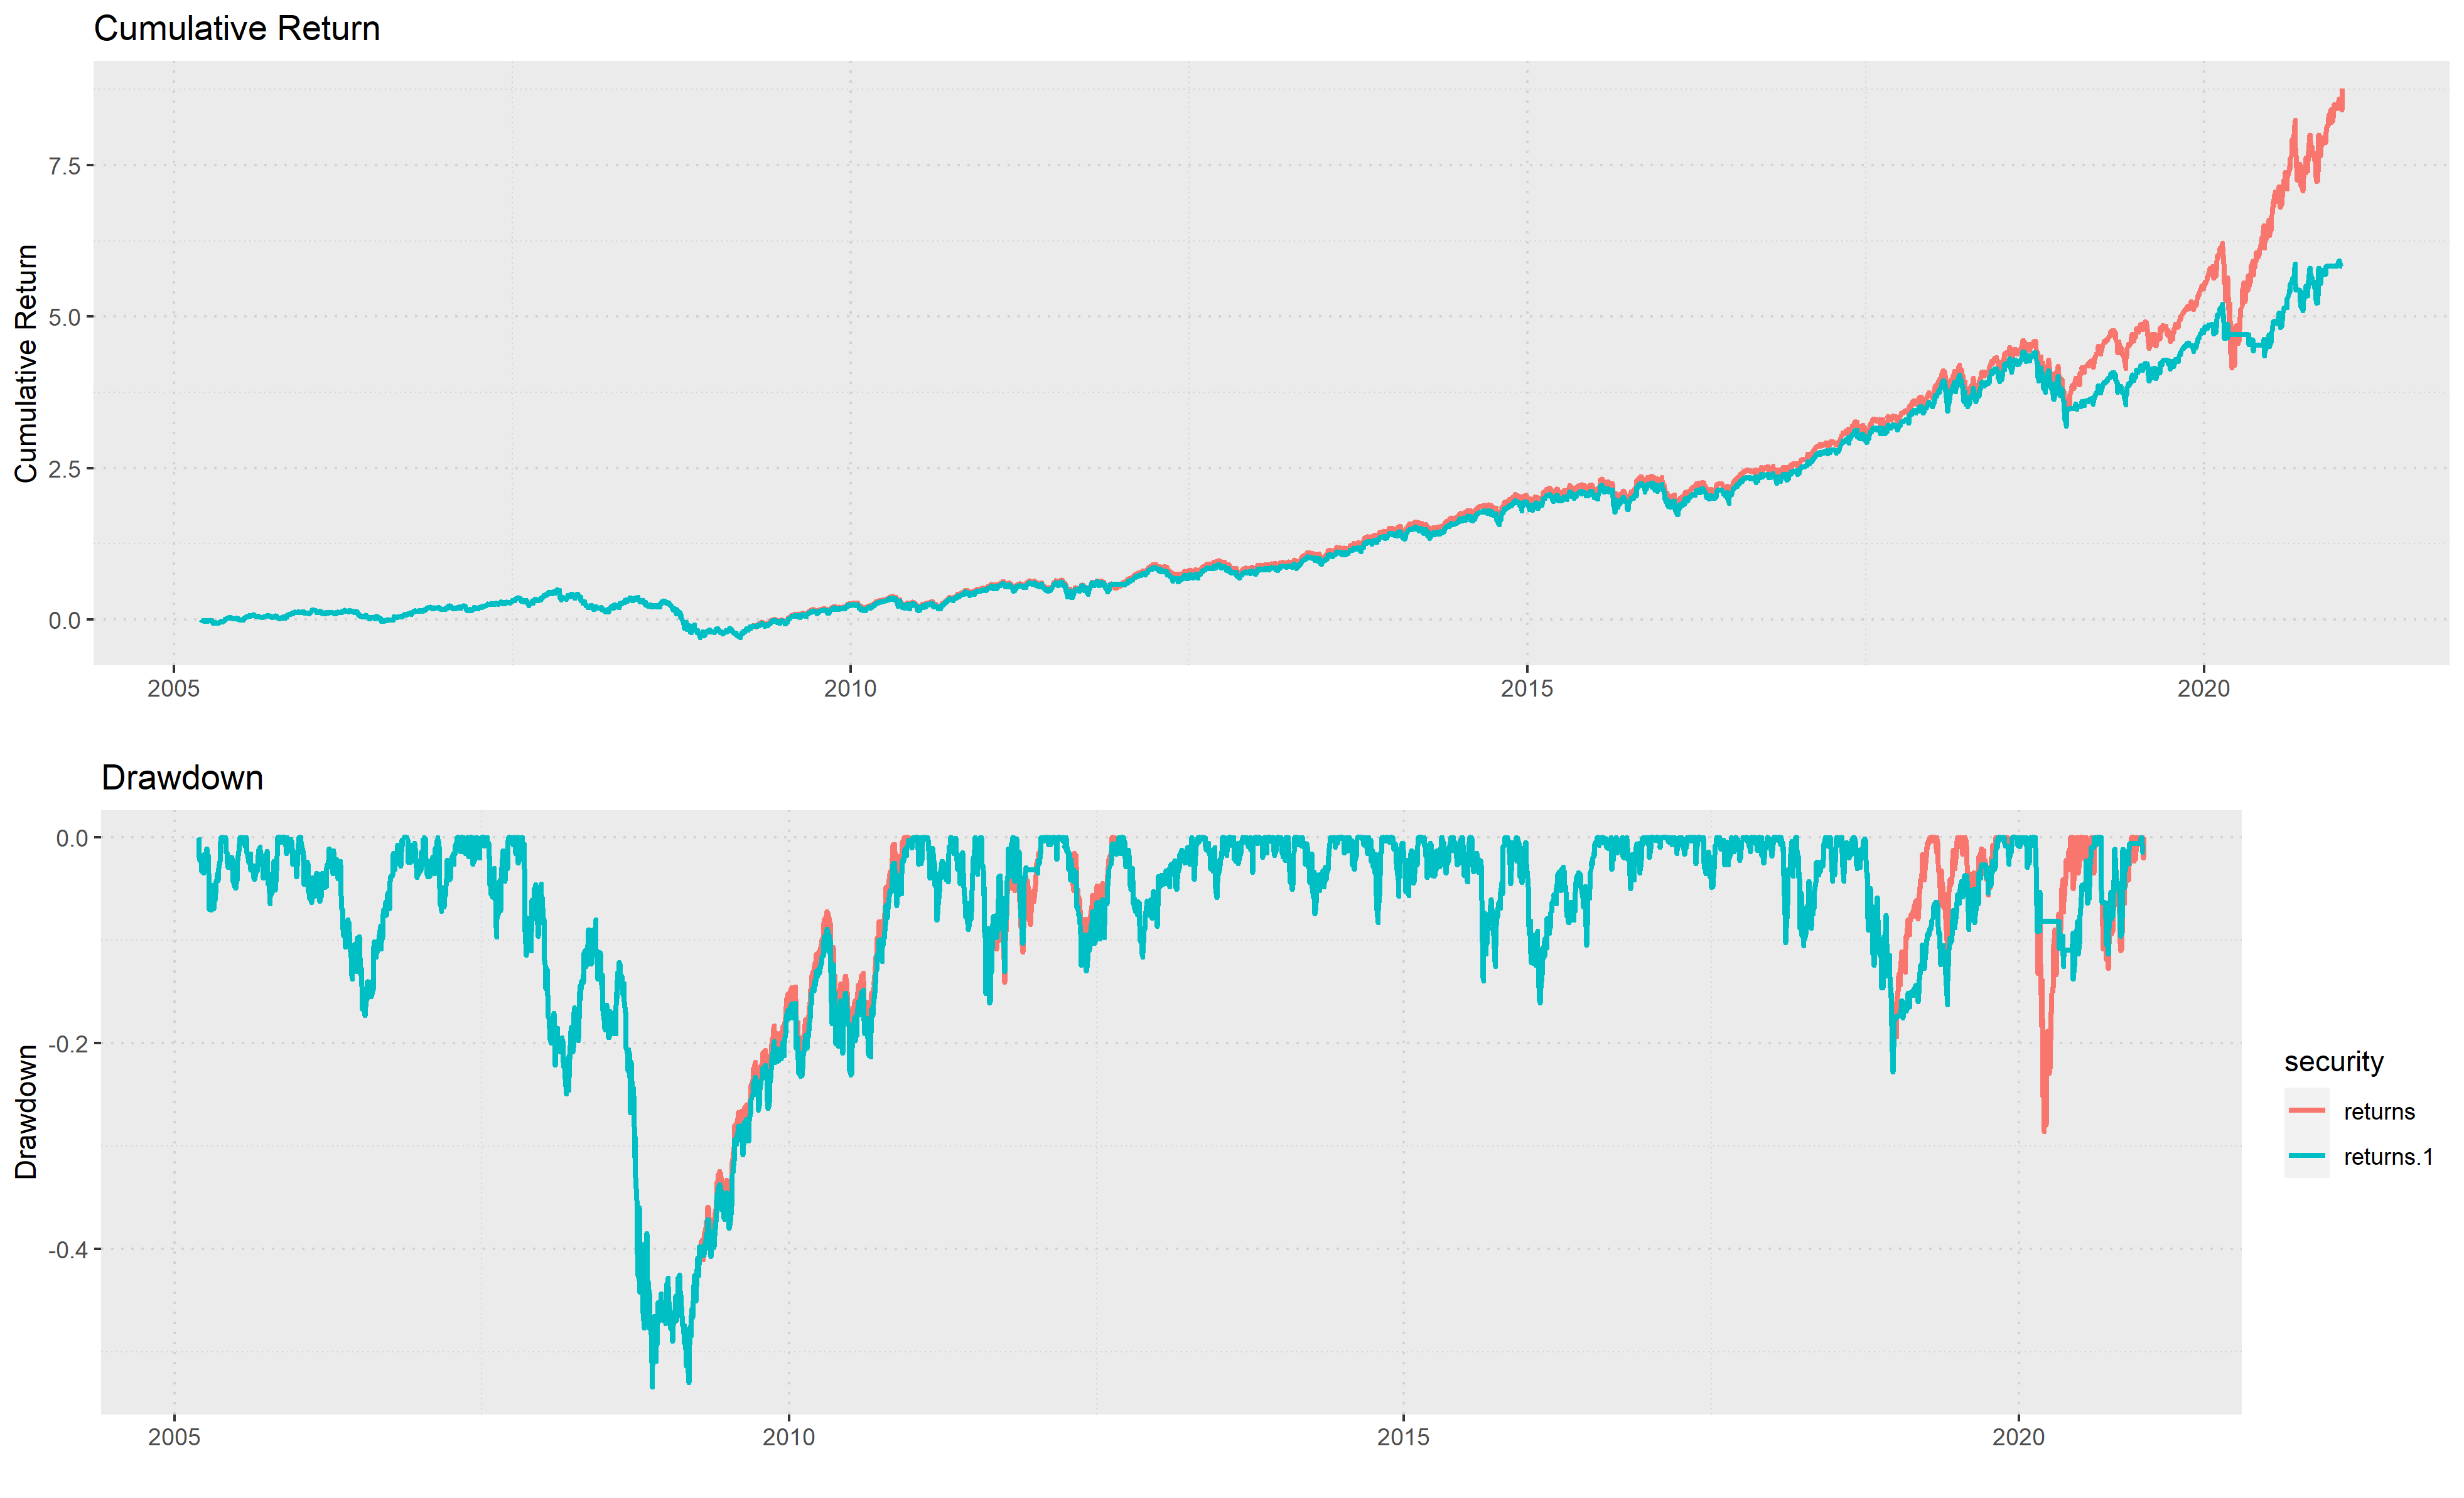 Cumulative Return
Cumulative Return
7.5
5.0
2.5
0.0
2005 2010 2015 2020
Drawdown
Drawdown
0.0
-0.2
-0.4
2005 2010 2015 2020
security
returns
returns.1